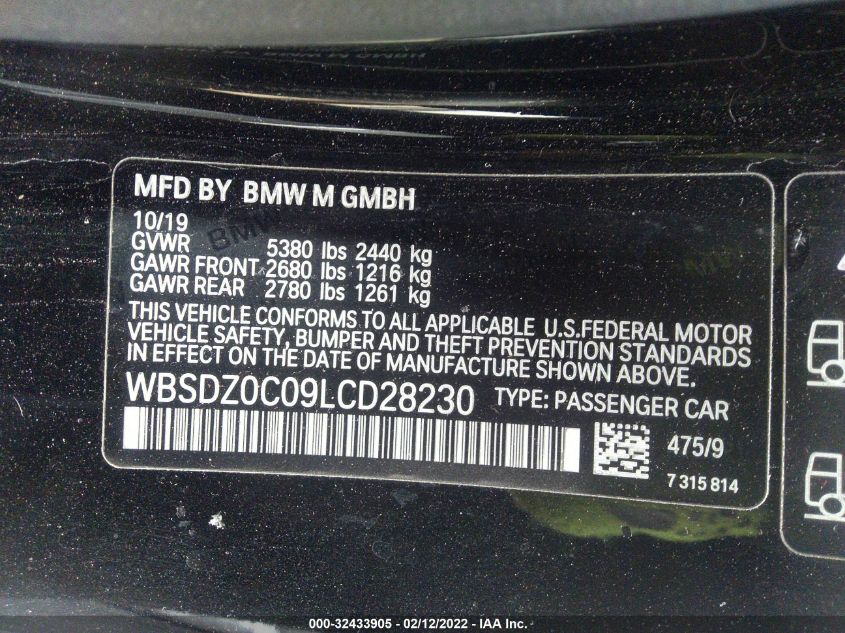 MFD BY BMW M GMBH
10/19
GVWR 5380 lbs 2440 kg
GAWR FRONT 2680 lbs 1216 kg
GAWR REAR 2780 lbs 1261 kg
THIS VEHICLE CONFORMS TO ALL APPLICABLE U.S.FEDERAL MOTOR
VEHICLE SAFETY, BUMPER AND THEFT PREVENTION STANDARDS
IN EFFECT ON THE DATE OF MANUFACTURE SHOWN ABOVE.
WBSDZ0C09LCD28230 TYPE: PASSENGER CAR
475/9
7 315 814
000-32433905 - 02/12/2022 - IAA Inc.